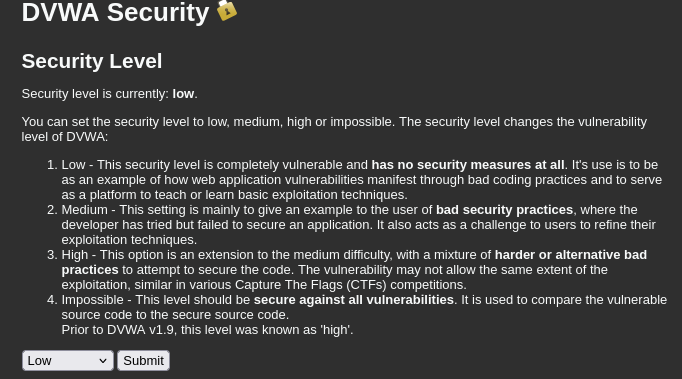 DVWA Security
Security Level
Security level is currently: low.
You can set the security level to low, medium, high or impossible. The security level changes the vulnerability
level of DVWA:
1. Low - This security level is completely vulnerable and has no security measures at all. It's use is to be
as an example of how web application vulnerabilities manifest through bad coding practices and to serve
as a platform to teach or learn basic exploitation techniques.
2. Medium - This setting is mainly to give an example to the user of bad security practices, where the
developer has tried but failed to secure an application. It also acts as a challenge to users to refine their
exploitation techniques.
3. High - This option is an extension to the medium difficulty, with a mixture of harder or alternative bad
practices to attempt to secure the code. The vulnerability may not allow the same extent of the
exploitation, similar in various Capture The Flags (CTFs) competitions.
4. Impossible - This level should be secure against all vulnerabilities. It is used to compare the vulnerable
source code to the secure source code.
Prior to DVWA v1.9, this level was known as 'high'.
Low Submit